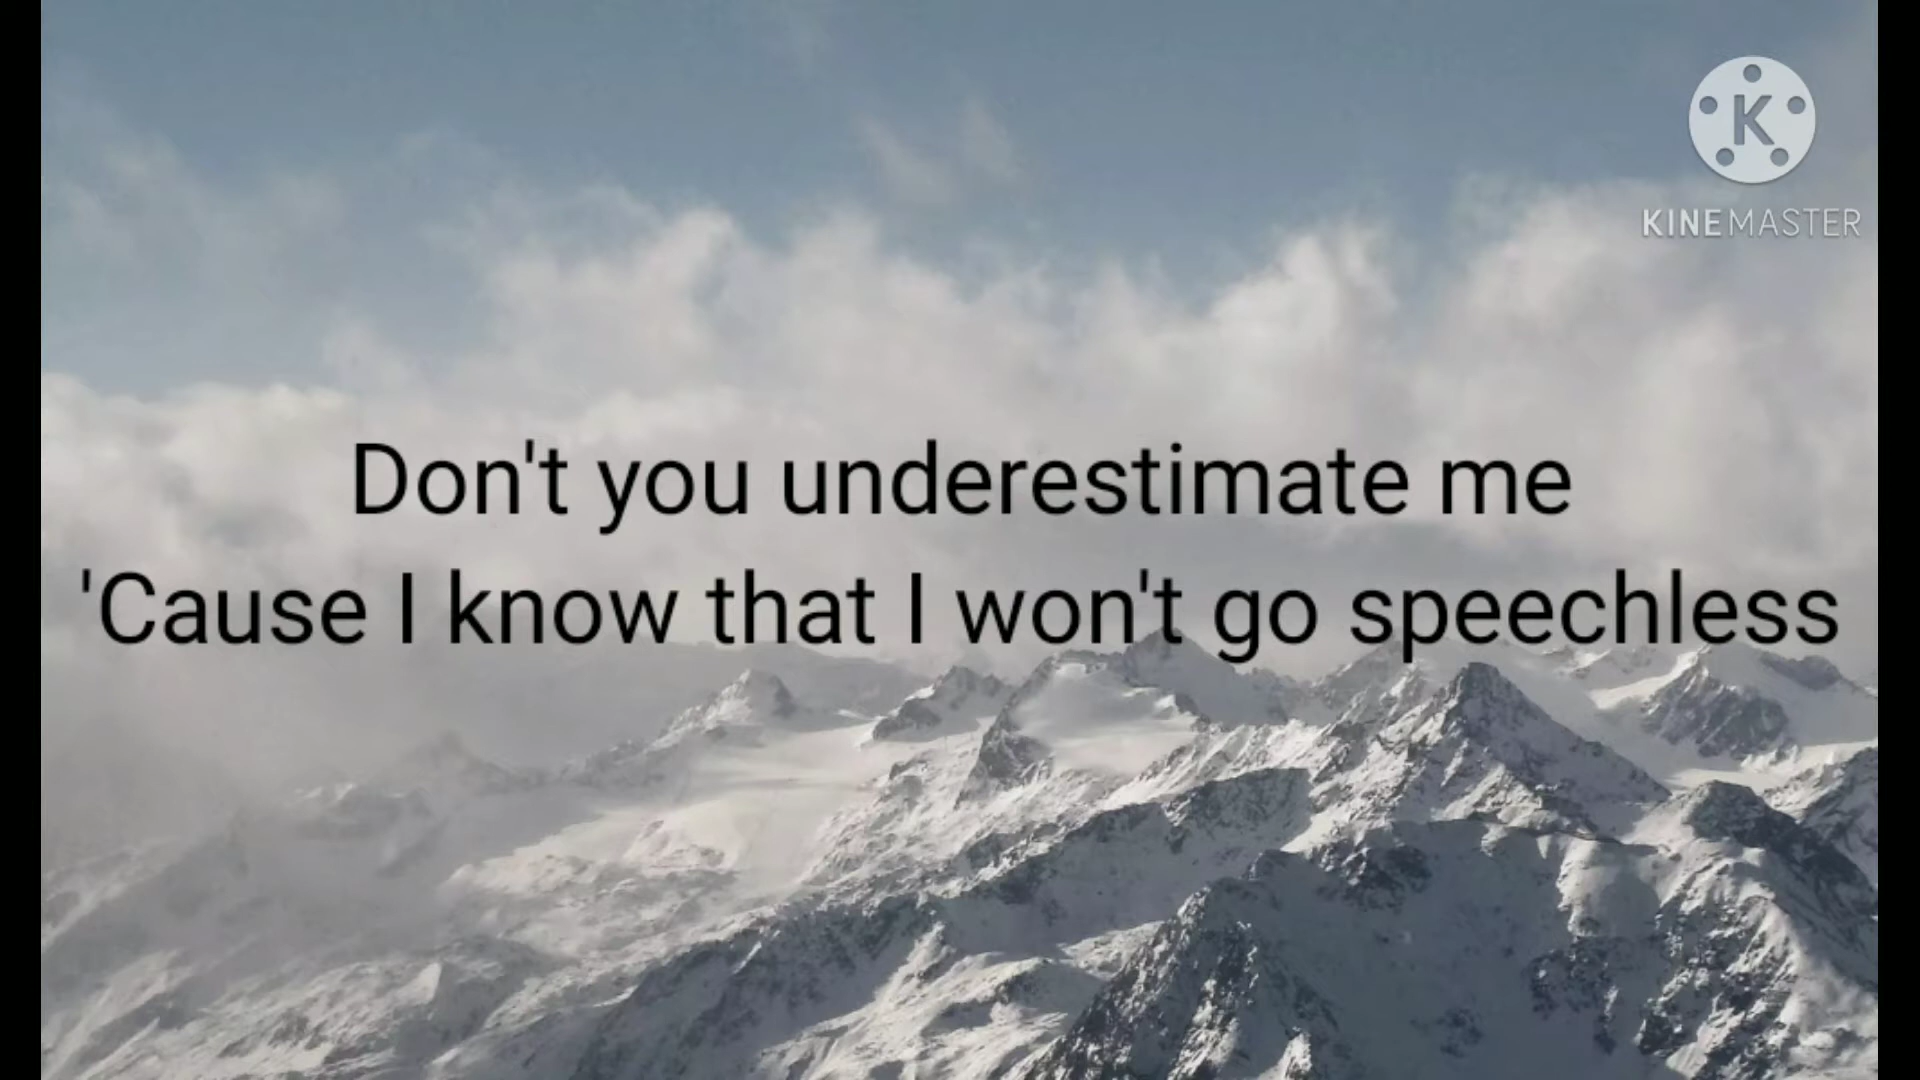 K
KINEMASTER
Don't you underestimate me
'Cause I know that I won't go speechless